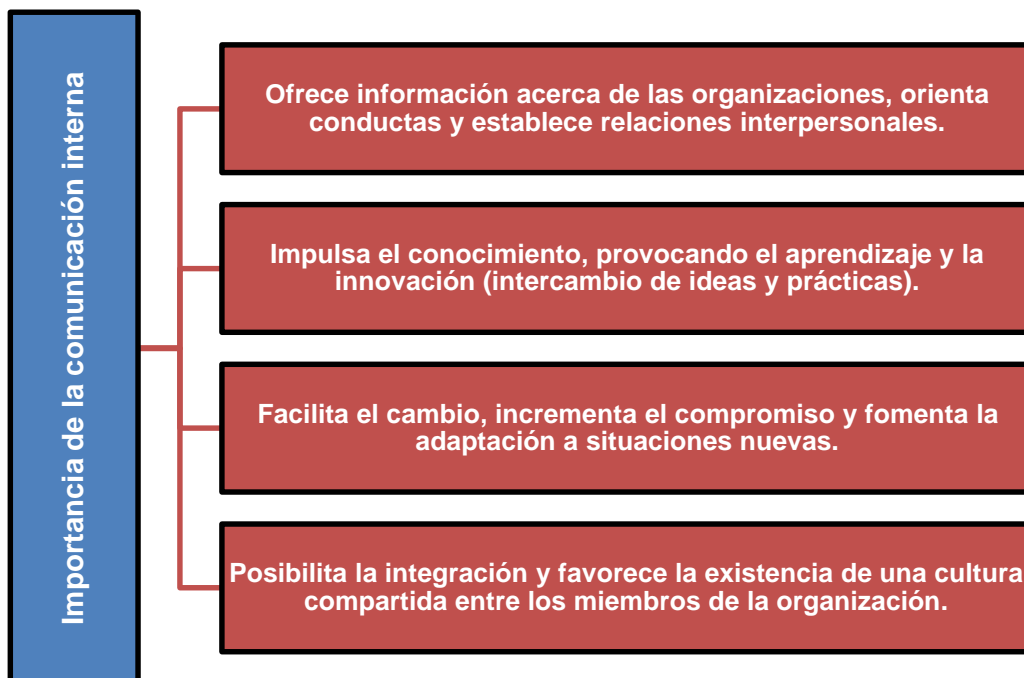 Importancia de la comunicación interna
Ofrece información acerca de las organizaciones, orienta
conductas y establece relaciones interpersonales.
Impulsa el conocimiento, provocando el aprendizaje y la
innovación (intercambio de ideas y prácticas).
Facilita el cambio, incrementa el compromiso y fomenta la
adaptación a situaciones nuevas.
Posibilita la integración y favorece la existencia de una cultura
compartida entre los miembros de la organización.